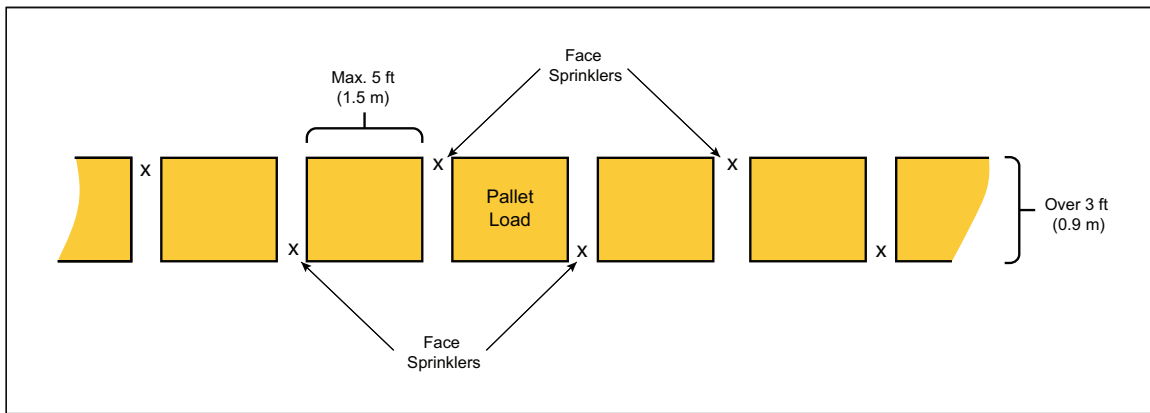 Face
Sprinklers
Max. 5 ft
(1.5 m)
x
x
x
Pallet
Load
Over 3 ft
(0.9 m)
x
x
x
Face
Sprinklers